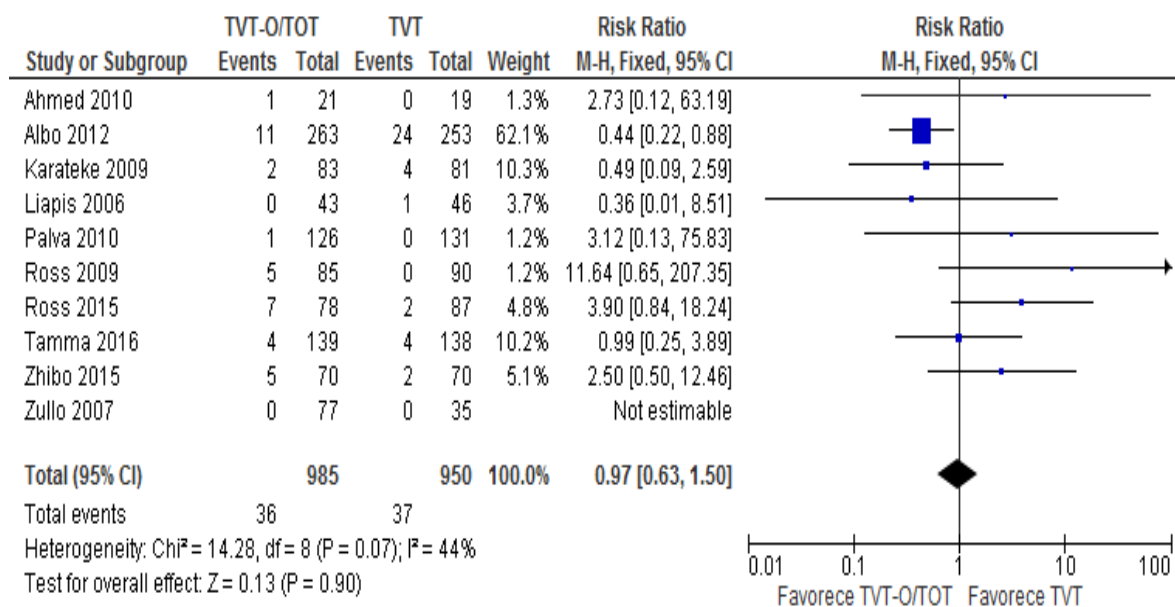 TVT-O/TOT TVT Risk Ratio Risk Ratio
Study or Subgroup Events Total Events Total Weight M-H, Fixed, 95% CI M-H, Fixed, 95% CI
Ahmed 2010 1 21 0 19 1.3% 2.73 [0.12, 63.19]
Albo 2012 11 263 24 253 62.1% 0.44 [0.22, 0.88]
Karateke 2009 2 83 4 81 10.3% 0.49 [0.09, 2.59]
Liapis 2006 0 43 1 46 3.7% 0.36 [0.01, 8.51]
Palva 2010 1 126 0 131 1.2% 3.12 [0.13, 75.83]
Ross 2009 5 85 0 90 1.2% 11.64 [0.65, 207.35]
Ross 2015 7 78 2 87 4.8% 3.90 [0.84, 18.24]
Tamma 2016 4 139 4 138 10.2% 0.99 [0.25, 3.89]
Zhibo 2015 5 70 2 70 5.1% 2.50 [0.50, 12.46]
Zullo 2007 0 77 0 35 Not estimable
Total (95% CI) 985 950 100.0% 0.97 [0.63, 1.50]
Total events 36 37
Heterogeneity: Chi² = 14.28, df = 8 (P = 0.07); I² = 44%
Test for overall effect: Z = 0.13 (P = 0.90)
0.01 0.1 1 10 100
Favorece TVT-O/TOT Favorece TVT